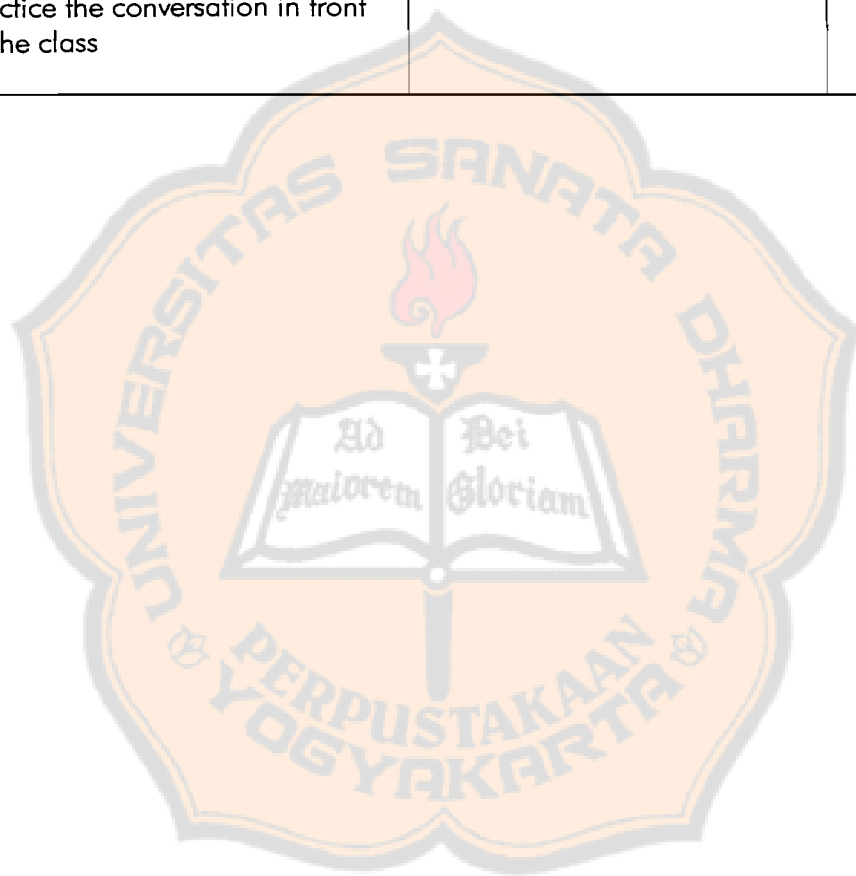 ctice the conversation in front
he class
UNIVERSITAS SANATA DHARMA
Ad Dei
Maiorem Gloriam
PERPUSTAKAAN
YOGYAKARTA